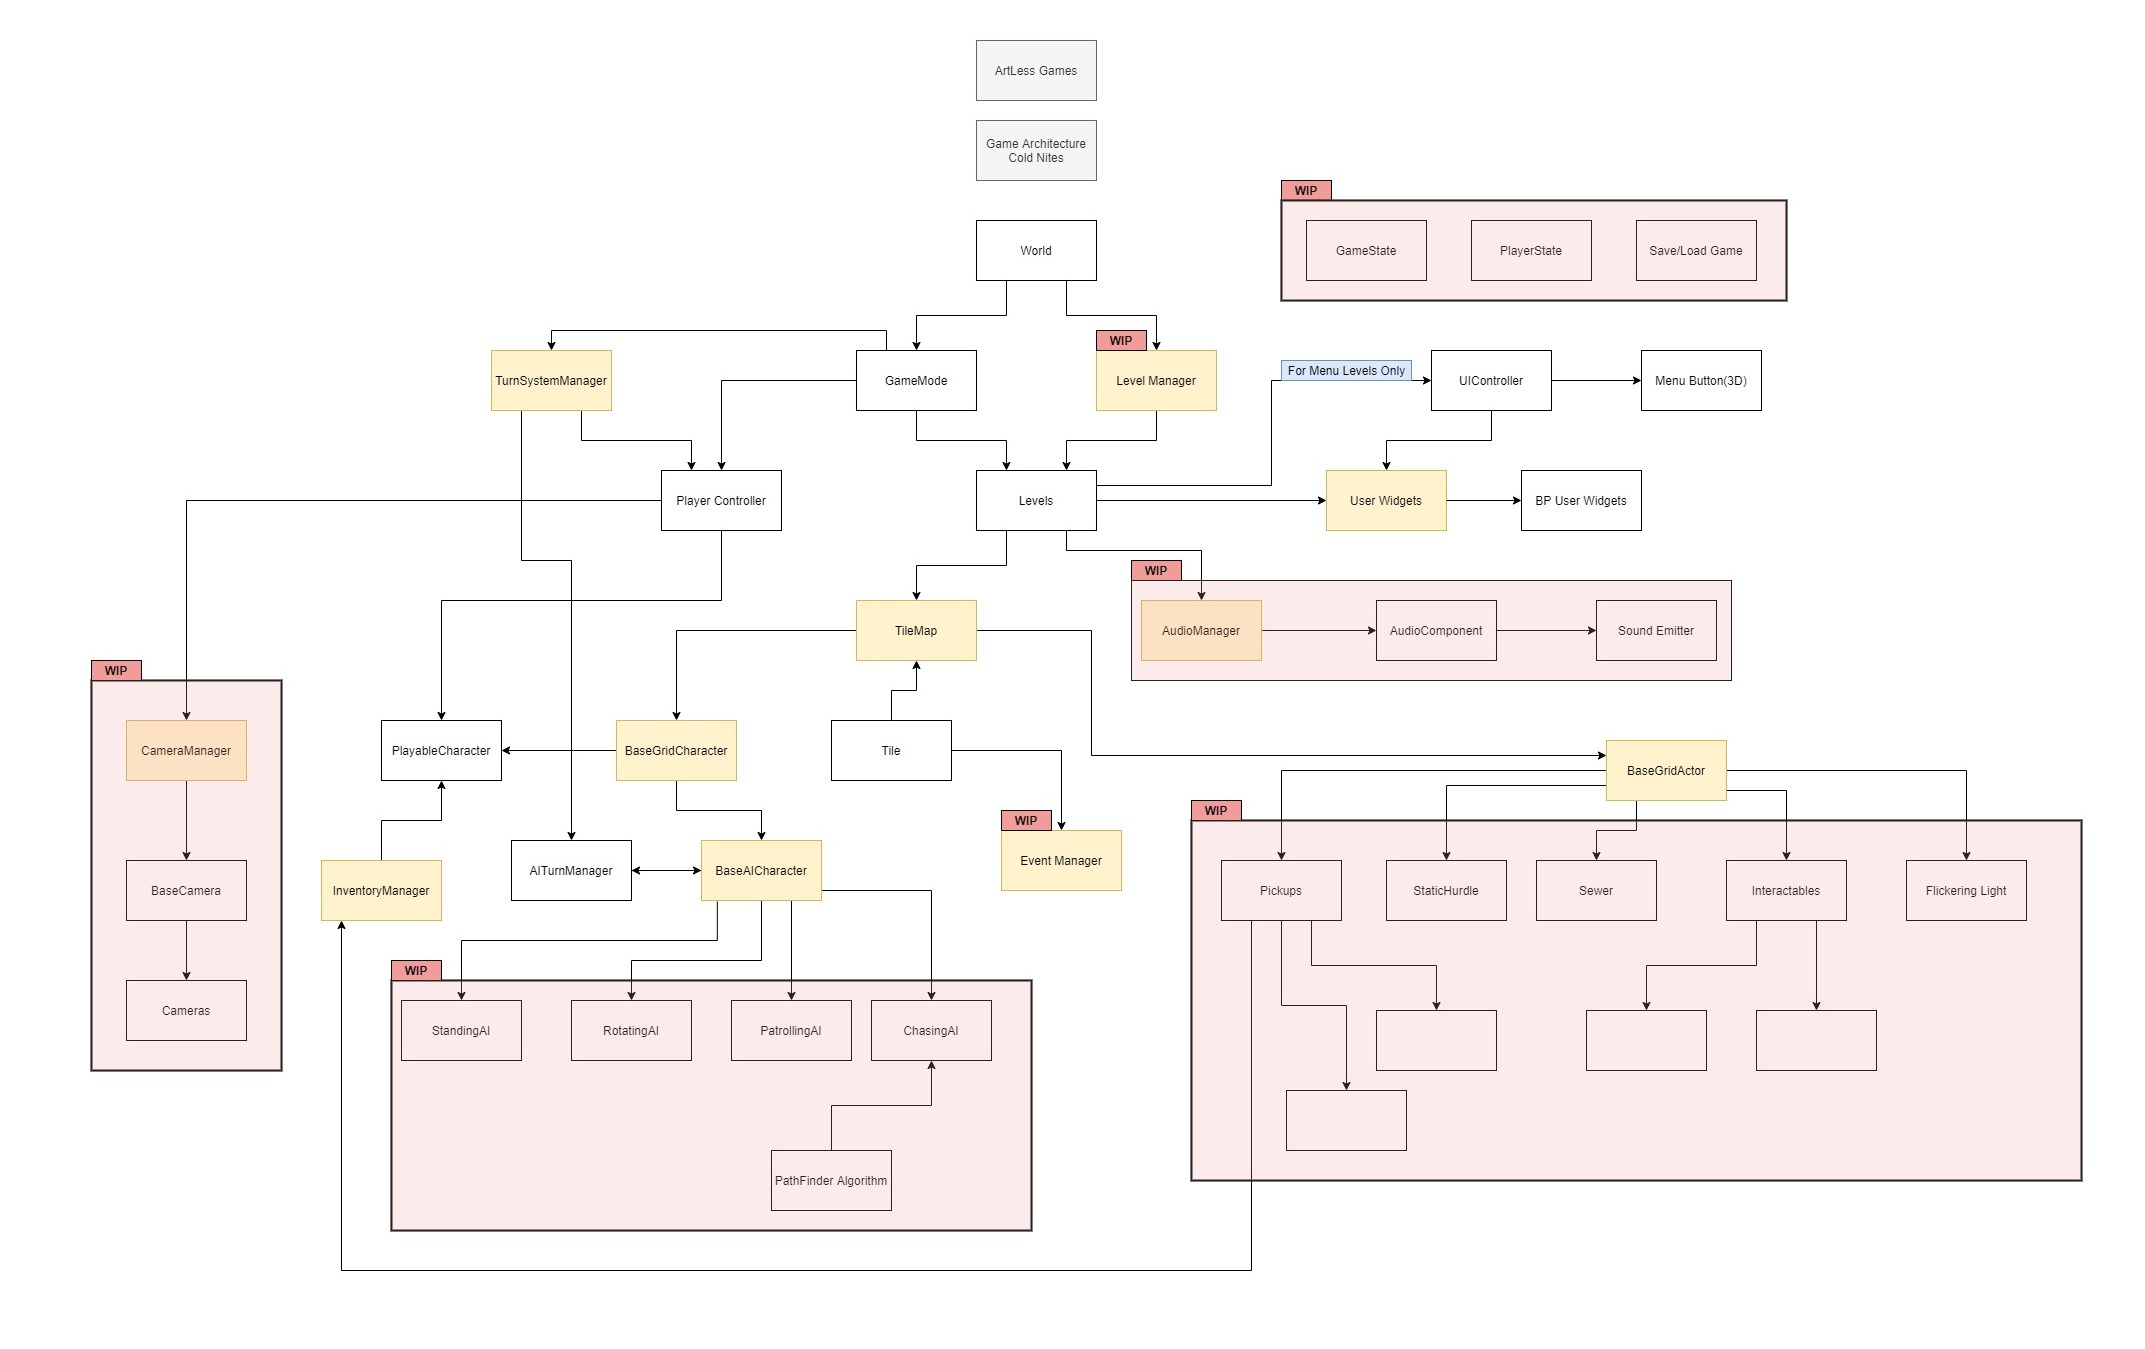 ArtLess Games
Game Architecture
Cold Nites
WIP
World
GameState
PlayerState
Save/Load Game
WIP
TurnSystemManager
GameMode
Level Manager
For Menu Levels Only
UIController
Menu Button(3D)
Player Controller
Levels
User Widgets
BP User Widgets
WIP
TileMap
AudioManager
AudioComponent
Sound Emitter
WIP
CameraManager
PlayableCharacter
BaseGridCharacter
Tile
BaseGridActor
WIP
WIP
BaseCamera
InventoryManager
AITurnManager
BaseAICharacter
Event Manager
Pickups
StaticHurdle
Sewer
Interactables
Flickering Light
WIP
Cameras
StandingAI
RotatingAI
PatrollingAI
ChasingAI
PathFinder Algorithm